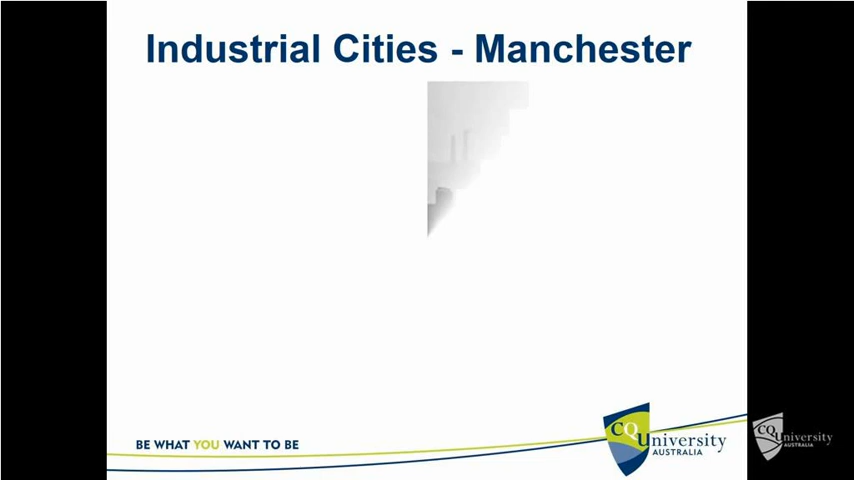 Industrial Cities - Manchester
BE WHAT YOU WANT TO BE
CQUniversity
AUSTRALIA
CQUniversity
AUSTRALIA